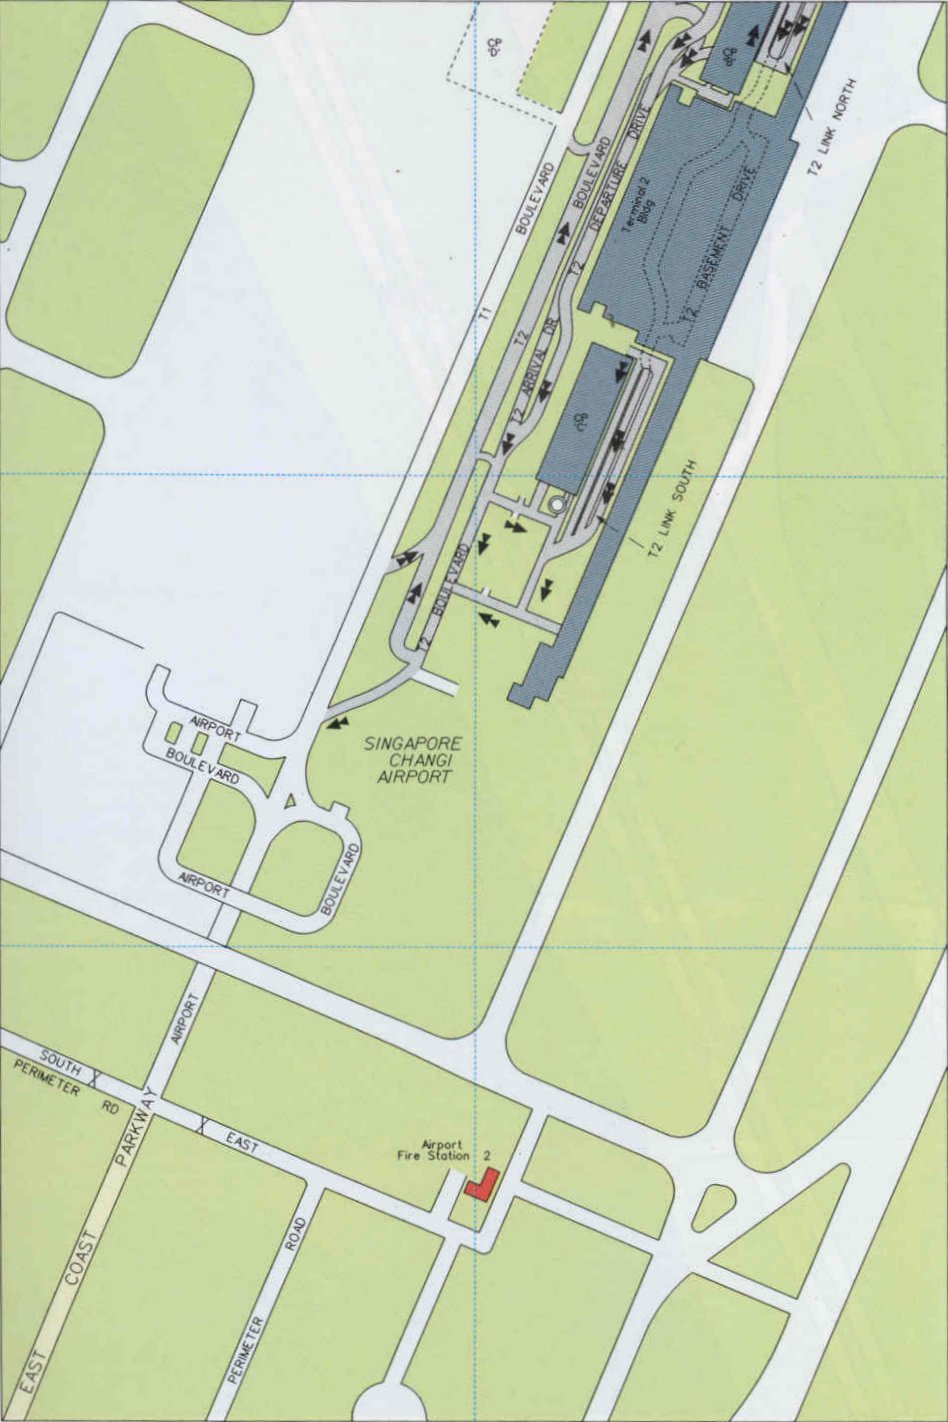 T2 LINK NORTH
BOULEVARD
BOULEVARD
DEPARTURE DRIVE
Terminal 2
Bldg
T2 BASEMENT DRIVE
T1
T2
T2
T2 ARRIVAL DR
T2 LINK SOUTH
T2 BOULEVARD
AIRPORT
BOULEVARD
SINGAPORE
CHANGI
AIRPORT
AIRPORT
BOULEVARD
AIRPORT
SOUTH
PERIMETER RD
EAST
PERIMETER ROAD
EAST COAST PARKWAY
Airport
Fire Station 2